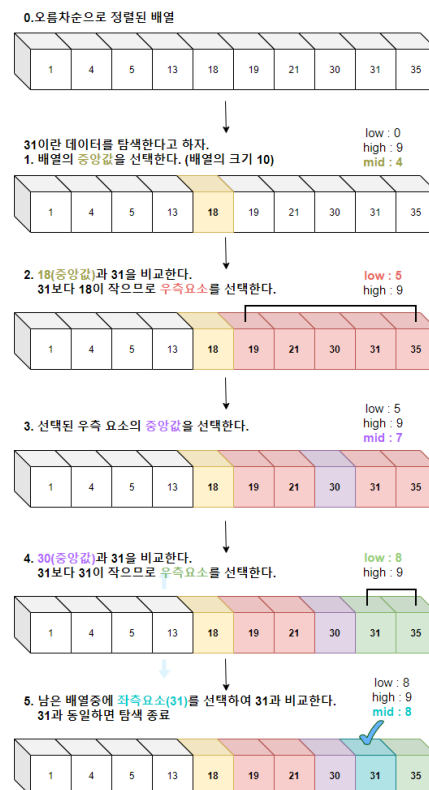 0.오름차순으로 정렬된 배열
1 4 5 13 18 19 21 30 31 35
31이란 데이터를 탐색한다고 하자.
1. 배열의 중앙값을 선택한다. (배열의 크기 10)
low : 0
high : 9
mid : 4
1 4 5 13 18 19 21 30 31 35
2. 18(중앙값)과 31을 비교한다.
31보다 18이 작으므로 우측요소를 선택한다.
low : 5
high : 9
1 4 5 13 18 19 21 30 31 35
3. 선택된 우측 요소의 중앙값을 선택한다.
low : 5
high : 9
mid : 7
1 4 5 13 18 19 21 30 31 35
4. 30(중앙값)과 31을 비교한다.
31보다 31이 작으므로 우측요소를 선택한다.
low : 8
high : 9
1 4 5 13 18 19 21 30 31 35
5. 남은 배열중에 좌측요소(31)를 선택하여 31과 비교한다.
31과 동일하면 탐색 종료
low : 8
high : 9
mid : 8
1 4 5 13 18 19 21 30 31 35